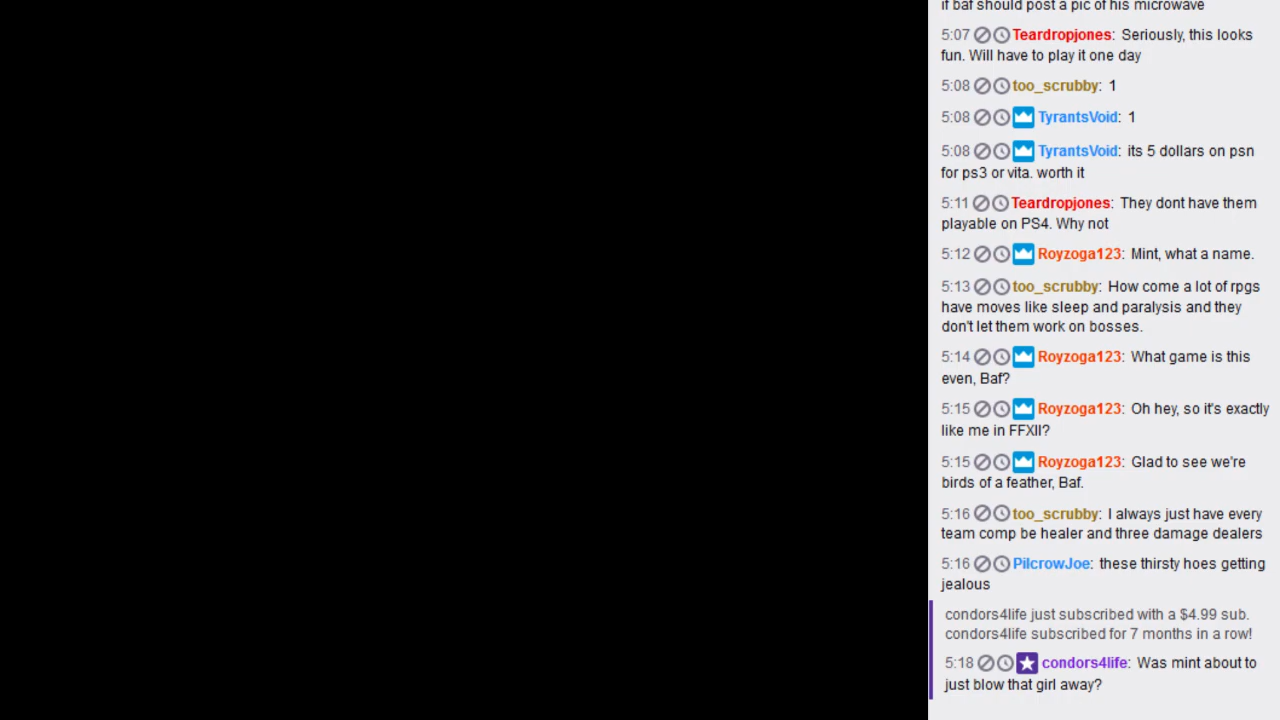 if baf should post a pic of his microwave
5:07 Teardropjones: Seriously, this looks
fun. Will have to play it one day
5:08 too_scrubby: 1
5:08 TyrantsVoid: 1
5:08 TyrantsVoid: its 5 dollars on psn
for ps3 or vita. worth it
5:11 Teardropjones: They dont have them
playable on PS4. Why not
5:12 Royzoga123: Mint, what a name.
5:13 too_scrubby: How come a lot of rpgs
have moves like sleep and paralysis and they
don't let them work on bosses.
5:14 Royzoga123: What game is this
even, Baf?
5:15 Royzoga123: Oh hey, so it's exactly
like me in FFXII?
5:15 Royzoga123: Glad to see we're
birds of a feather, Baf.
5:16 too_scrubby: I always just have every
team comp be healer and three damage dealers
5:16 PilcrowJoe: these thirsty hoes getting
jealous
condors4life just subscribed with a $4.99 sub.
condors4life subscribed for 7 months in a row!
5:18 condors4life: Was mint about to
just blow that girl away?